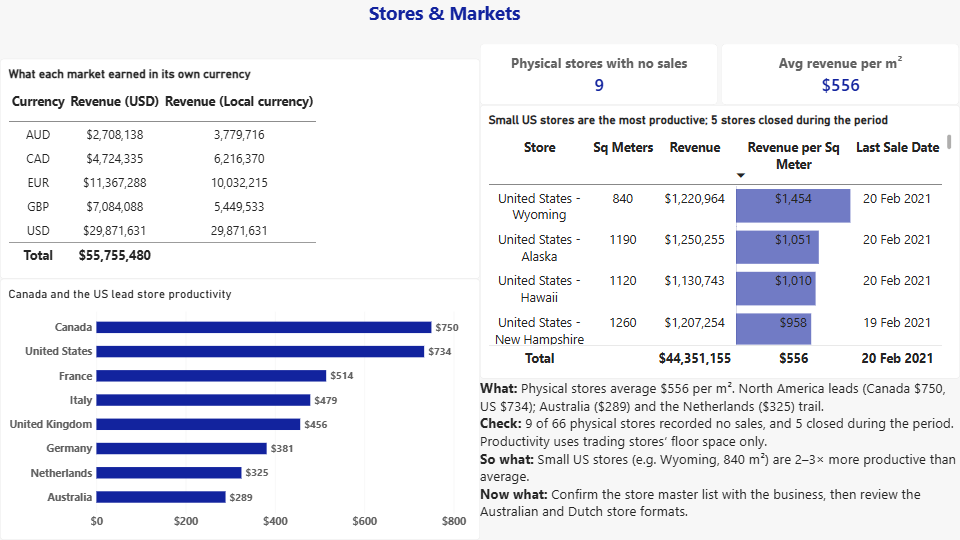 Stores & Markets
What each market earned in its own currency
Currency Revenue (USD) Revenue (Local currency)
AUD $2,708,138 3,779,716
CAD $4,724,335 6,216,370
EUR $11,367,288 10,032,215
GBP $7,084,088 5,449,533
USD $29,871,631 29,871,631
Total $55,755,480
Canada and the US lead store productivity
Canada $750
United States $734
France $514
Italy $479
United Kingdom $456
Germany $381
Netherlands $325
Australia $289
$0 $200 $400 $600 $800
Physical stores with no sales
9
Avg revenue per m²
$556
Small US stores are the most productive; 5 stores closed during the period
Store Sq Meters Revenue Revenue per Sq Last Sale Date
Meter
United States - 840 $1,220,964 $1,454 20 Feb 2021
Wyoming
United States - 1190 $1,250,255 $1,051 20 Feb 2021
Alaska
United States - 1120 $1,130,743 $1,010 20 Feb 2021
Hawaii
United States - 1260 $1,207,254 $958 19 Feb 2021
New Hampshire
Total $44,351,155 $556 20 Feb 2021
What: Physical stores average $556 per m². North America leads (Canada $750,
US $734); Australia ($289) and the Netherlands ($325) trail.
Check: 9 of 66 physical stores recorded no sales, and 5 closed during the period.
Productivity uses trading stores' floor space only.
So what: Small US stores (e.g. Wyoming, 840 m²) are 2–3× more productive than
average.
Now what: Confirm the store master list with the business, then review the
Australian and Dutch store formats.